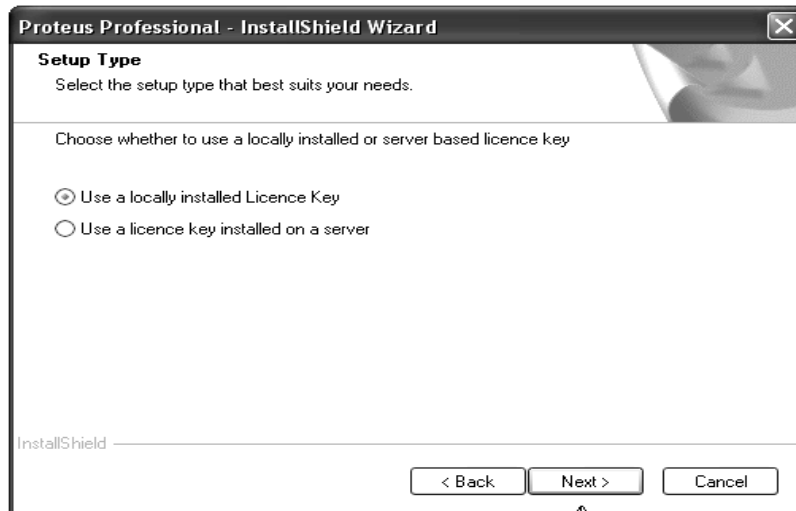 Proteus Professional - InstallShield Wizard
Setup Type
Select the setup type that best suits your needs.
Choose whether to use a locally installed or server based licence key
Use a locally installed Licence Key
Use a licence key installed on a server
InstallShield
< Back Next > Cancel